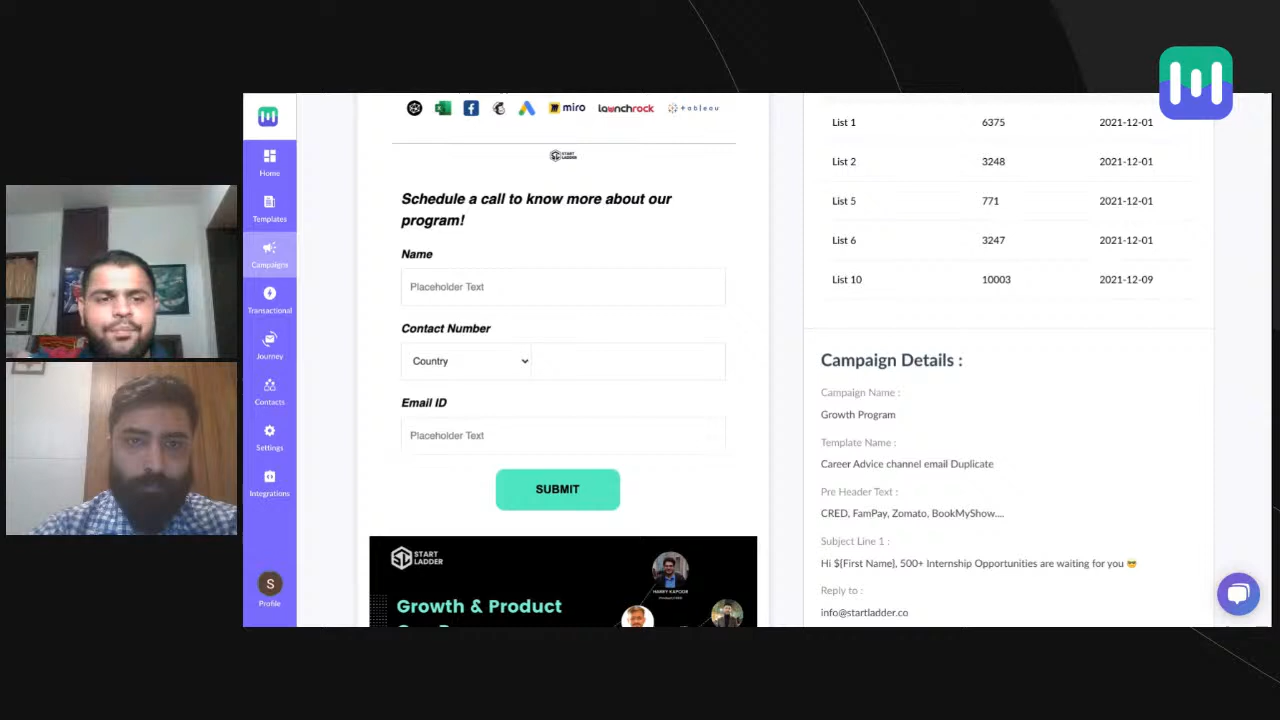 Home
Templates
Campaigns
Transactional
Journey
Contacts
Settings
Integrations
S
Profile
miro
launchrock
+ a b l e a u
START
LADDER
Schedule a call to know more about our
program!
Name
Placeholder Text
Contact Number
Country
Email ID
Placeholder Text
SUBMIT
START
LADDER
HARRY KAPOOR
Growth & Product
List 1 6375 2021-12-01
List 2 3248 2021-12-01
List 5 771 2021-12-01
List 6 3247 2021-12-01
List 10 10003 2021-12-09
Campaign Details :
Campaign Name :
Growth Program
Template Name :
Career Advice channel email Duplicate
Pre Header Text :
CRED, FamPay, Zomato, BookMyShow....
Subject Line 1 :
Hi $[First Name], 500+ Internship Opportunities are waiting for you 😎
Reply to :
info@startladder.co